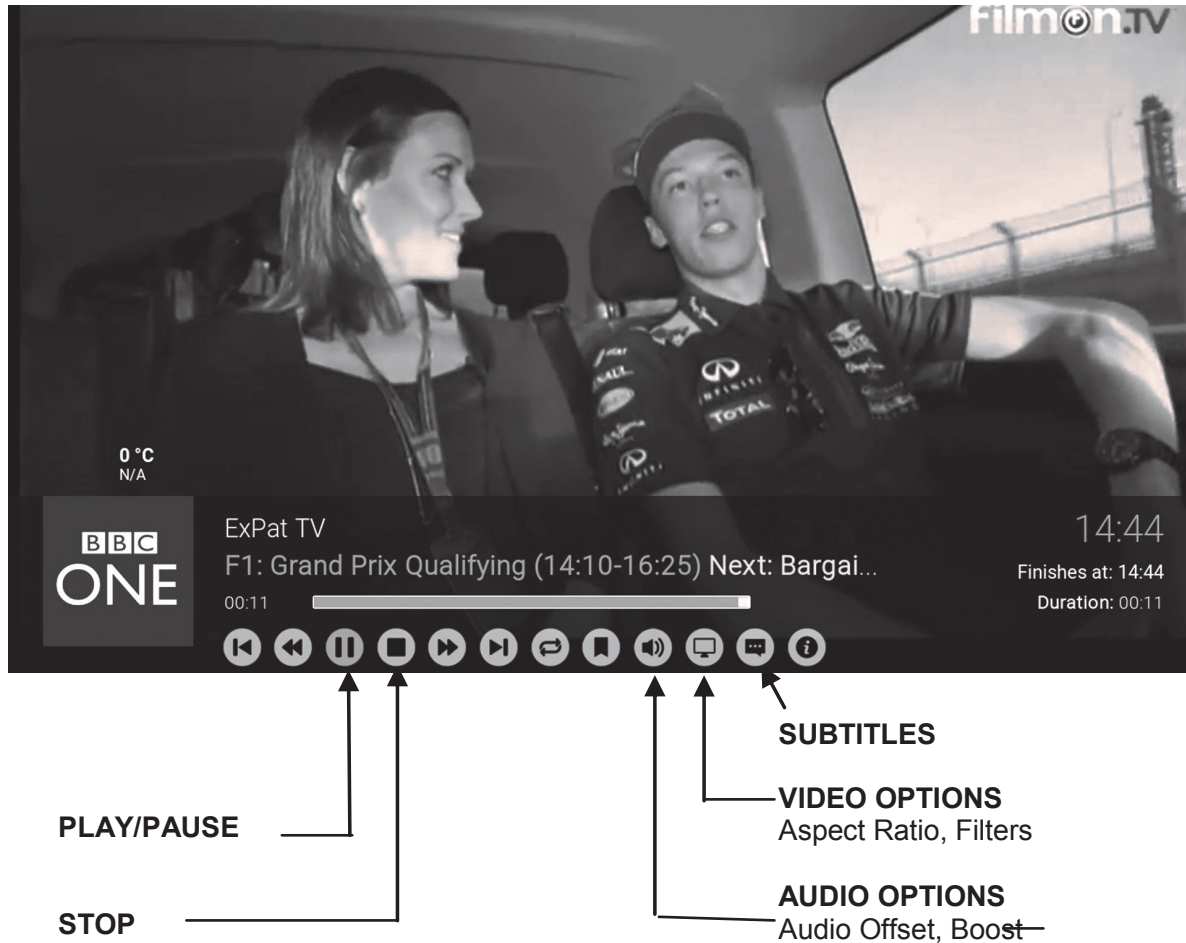 FilmOn.TV
INFINITI
TOTAL
INFINITI
0 °C
N/A
BBC
ONE
ExPat TV
14:44
F1: Grand Prix Qualifying (14:10-16:25) Next: Bargai...
Finishes at: 14:44
00:11
Duration: 00:11
SUBTITLES
VIDEO OPTIONS
Aspect Ratio, Filters
PLAY/PAUSE
AUDIO OPTIONS
STOP
Audio Offset, Boost